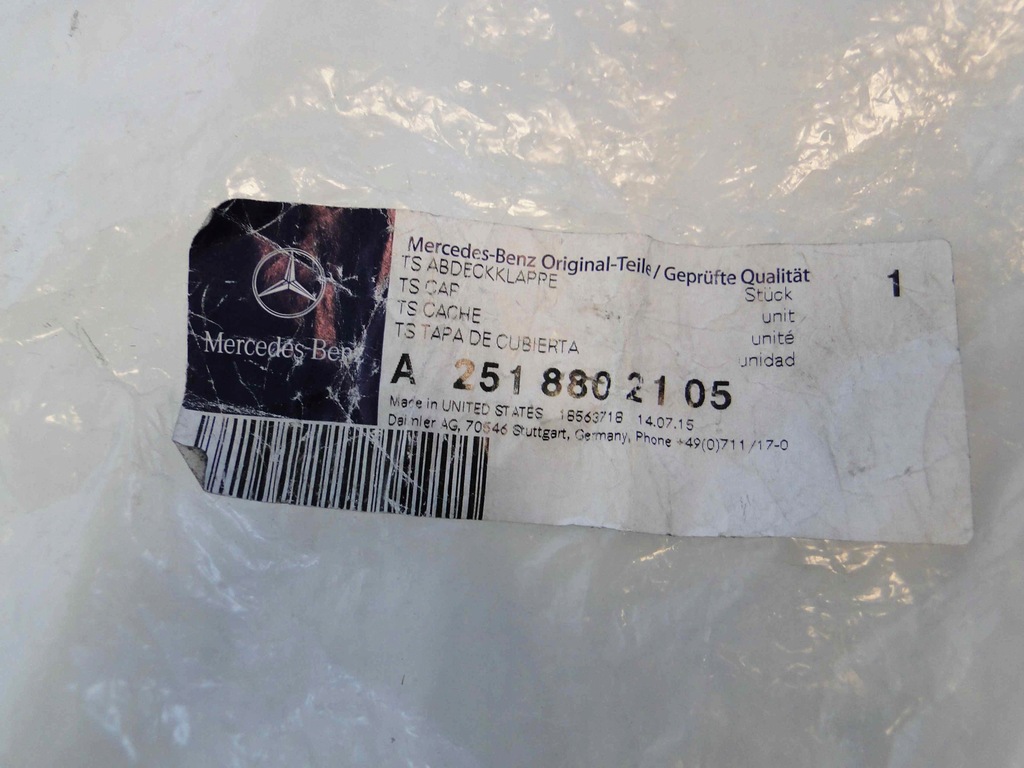 Mercedes-Benz
Mercedes-Benz Original-Teile/Geprüfte Qualität
TS ABDECKKLAPPE Stück 1
TS CAP unit
TS CACHE unité
TS TAPA DE CUBIERTA unidad
A 251 880 21 05
Made in UNITED STATES 18563718 14.07.15
Daimler AG, 70546 Stuttgart, Germany, Phone +49(0)711/17-0